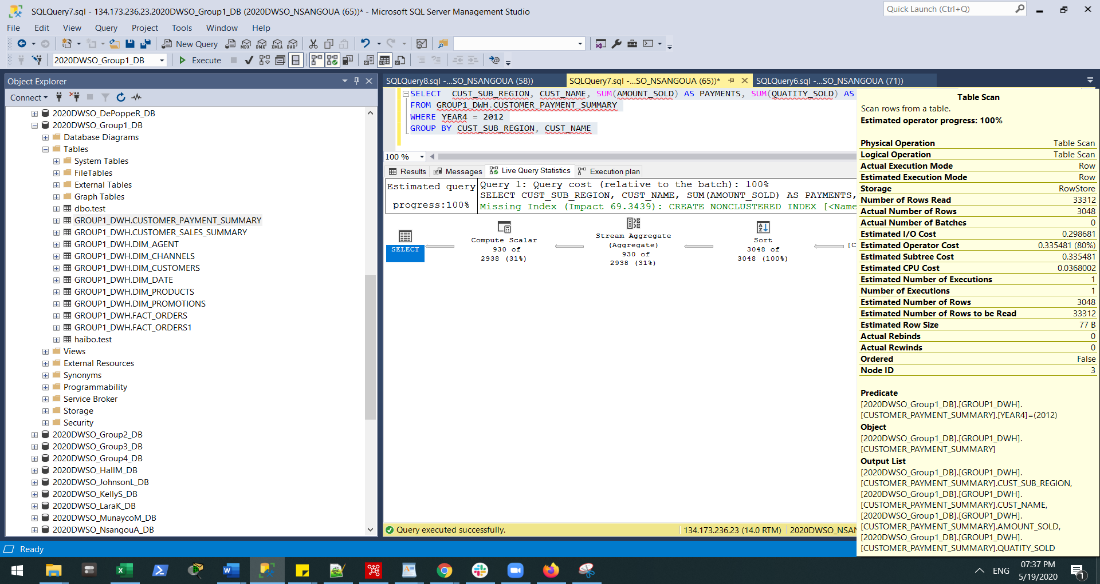 SQLQuery7.sql - 134.173.236.23.2020DWSO_Group1_DB (2020DWSO_NSANGOUA (65))* - Microsoft SQL Server Management Studio
Quick Launch (Ctrl+Q)
File Edit View Query Project Tools Window Help
New Query
2020DWSO_Group1_DB
Execute
Object Explorer
Connect
2020DWSO_DePoppeR_DB
2020DWSO_Group1_DB
Database Diagrams
Tables
System Tables
FileTables
External Tables
Graph Tables
dbo.test
GROUP1_DWH.CUSTOMER_PAYMENT_SUMMARY
GROUP1_DWH.CUSTOMER_SALES_SUMMARY
GROUP1_DWH.DIM_AGENT
GROUP1_DWH.DIM_CHANNELS
GROUP1_DWH.DIM_CUSTOMERS
GROUP1_DWH.DIM_DATE
GROUP1_DWH.DIM_PRODUCTS
GROUP1_DWH.DIM_PROMOTIONS
GROUP1_DWH.FACT_ORDERS
GROUP1_DWH.FACT_ORDERS1
haibo.test
Views
External Resources
Synonyms
Programmability
Service Broker
Storage
Security
2020DWSO_Group2_DB
2020DWSO_Group3_DB
2020DWSO_Group4_DB
2020DWSO_HallM_DB
2020DWSO_JohnsonL_DB
2020DWSO_KellyS_DB
2020DWSO_LaraK_DB
2020DWSO_MunaycoM_DB
2020DWSO_NsangouA_DB
SQLQuery8.sql -...SO_NSANGOUA (58))
SQLQuery7.sql -...SO_NSANGOUA (65))*
SQLQuery6.sql -...SO_NSANGOUA (71))
SELECT CUST_SUB_REGION, CUST_NAME, SUM(AMOUNT_SOLD) AS PAYMENTS, SUM(QUATITY_SOLD) AS
FROM GROUP1_DWH.CUSTOMER_PAYMENT_SUMMARY
WHERE YEAR4 = 2012
GROUP BY CUST_SUB_REGION, CUST_NAME
100 %
Results Messages Live Query Statistics Execution plan
Estimated query
progress:100%
Query 1: Query cost (relative to the batch): 100%
SELECT CUST_SUB_REGION, CUST_NAME, SUM(AMOUNT_SOLD) AS PAYMENTS,
Missing Index (Impact 69.3439): CREATE NONCLUSTERED INDEX [<Name
SELECT
Compute Scalar
930 of
2938 (31%)
Stream Aggregate
(Aggregate)
930 of
2938 (31%)
Sort
3048 of
3048 (100%)
Query executed successfully.
134.173.236.23 (14.0 RTM)
2020DWSO_NSAN
Table Scan
Scan rows from a table.
Estimated operator progress: 100%
Physical Operation Table Scan
Logical Operation Table Scan
Actual Execution Mode Row
Estimated Execution Mode Row
Storage RowStore
Number of Rows Read 33312
Actual Number of Rows 3048
Actual Number of Batches 0
Estimated I/O Cost 0.298681
Estimated Operator Cost 0.335481 (80%)
Estimated Subtree Cost 0.335481
Estimated CPU Cost 0.0368002
Estimated Number of Executions 1
Number of Executions 1
Estimated Number of Rows 3048
Estimated Number of Rows to be Read 33312
Estimated Row Size 77 B
Actual Rebinds 0
Actual Rewinds 0
Ordered False
Node ID 3
Predicate
[2020DWSO_Group1_DB].[GROUP1_DWH].
[CUSTOMER_PAYMENT_SUMMARY].[YEAR4]=(2012)
Object
[2020DWSO_Group1_DB].[GROUP1_DWH].
[CUSTOMER_PAYMENT_SUMMARY]
Output List
[2020DWSO_Group1_DB].[GROUP1_DWH].
[CUSTOMER_PAYMENT_SUMMARY].CUST_SUB_REGION,
[2020DWSO_Group1_DB].[GROUP1_DWH].
[CUSTOMER_PAYMENT_SUMMARY].CUST_NAME,
[2020DWSO_Group1_DB].[GROUP1_DWH].
[CUSTOMER_PAYMENT_SUMMARY].AMOUNT_SOLD,
[2020DWSO_Group1_DB].[GROUP1_DWH].
[CUSTOMER_PAYMENT_SUMMARY].QUATITY_SOLD
Ready
ENG
07:37 PM
5/19/2020